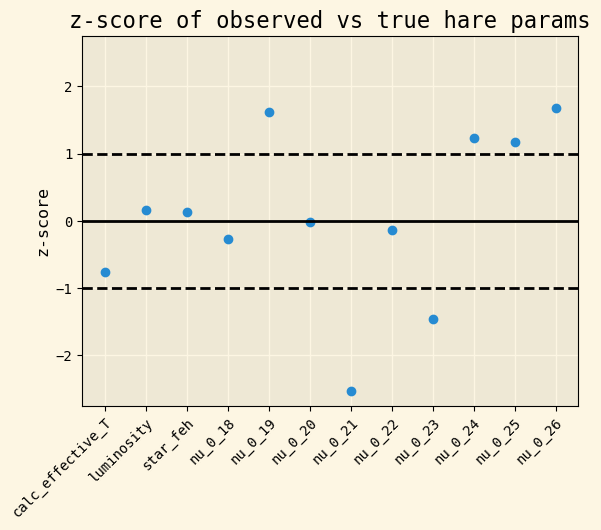 z-score of observed vs true hare params
z-score
2
1
0
−1
−2
calc_effective_T
luminosity
star_feh
nu_0_18
nu_0_19
nu_0_20
nu_0_21
nu_0_22
nu_0_23
nu_0_24
nu_0_25
nu_0_26